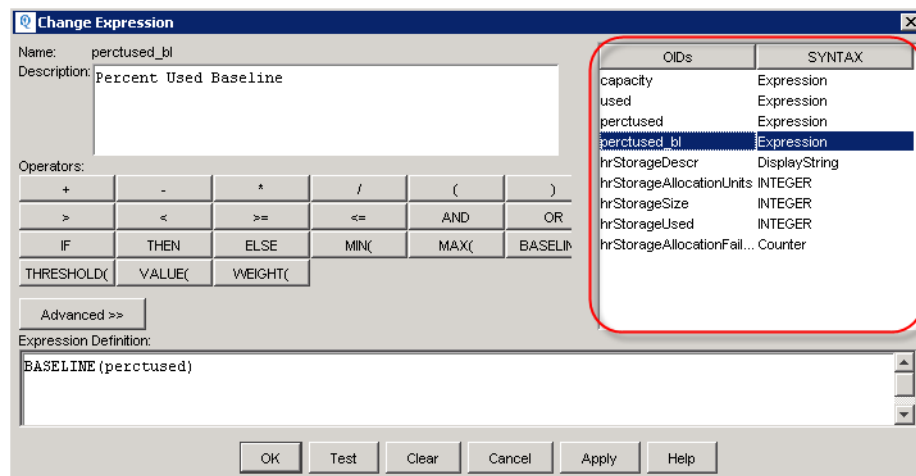 Change Expression
Name: perctused_bl
Description: Percent Used Baseline
Operators:
+ - * / ( )
> < >= <= AND OR
IF THEN ELSE MIN( MAX( BASELIN
THRESHOLD( VALUE( WEIGHT(
Advanced >>
OIDs SYNTAX
capacity Expression
used Expression
perctused Expression
perctused_bl Expression
hrStorageDescr DisplayString
hrStorageAllocationUnits INTEGER
hrStorageSize INTEGER
hrStorageUsed INTEGER
hrStorageAllocationFail... Counter
Expression Definition:
BASELINE(perctused)
OK Test Clear Cancel Apply Help